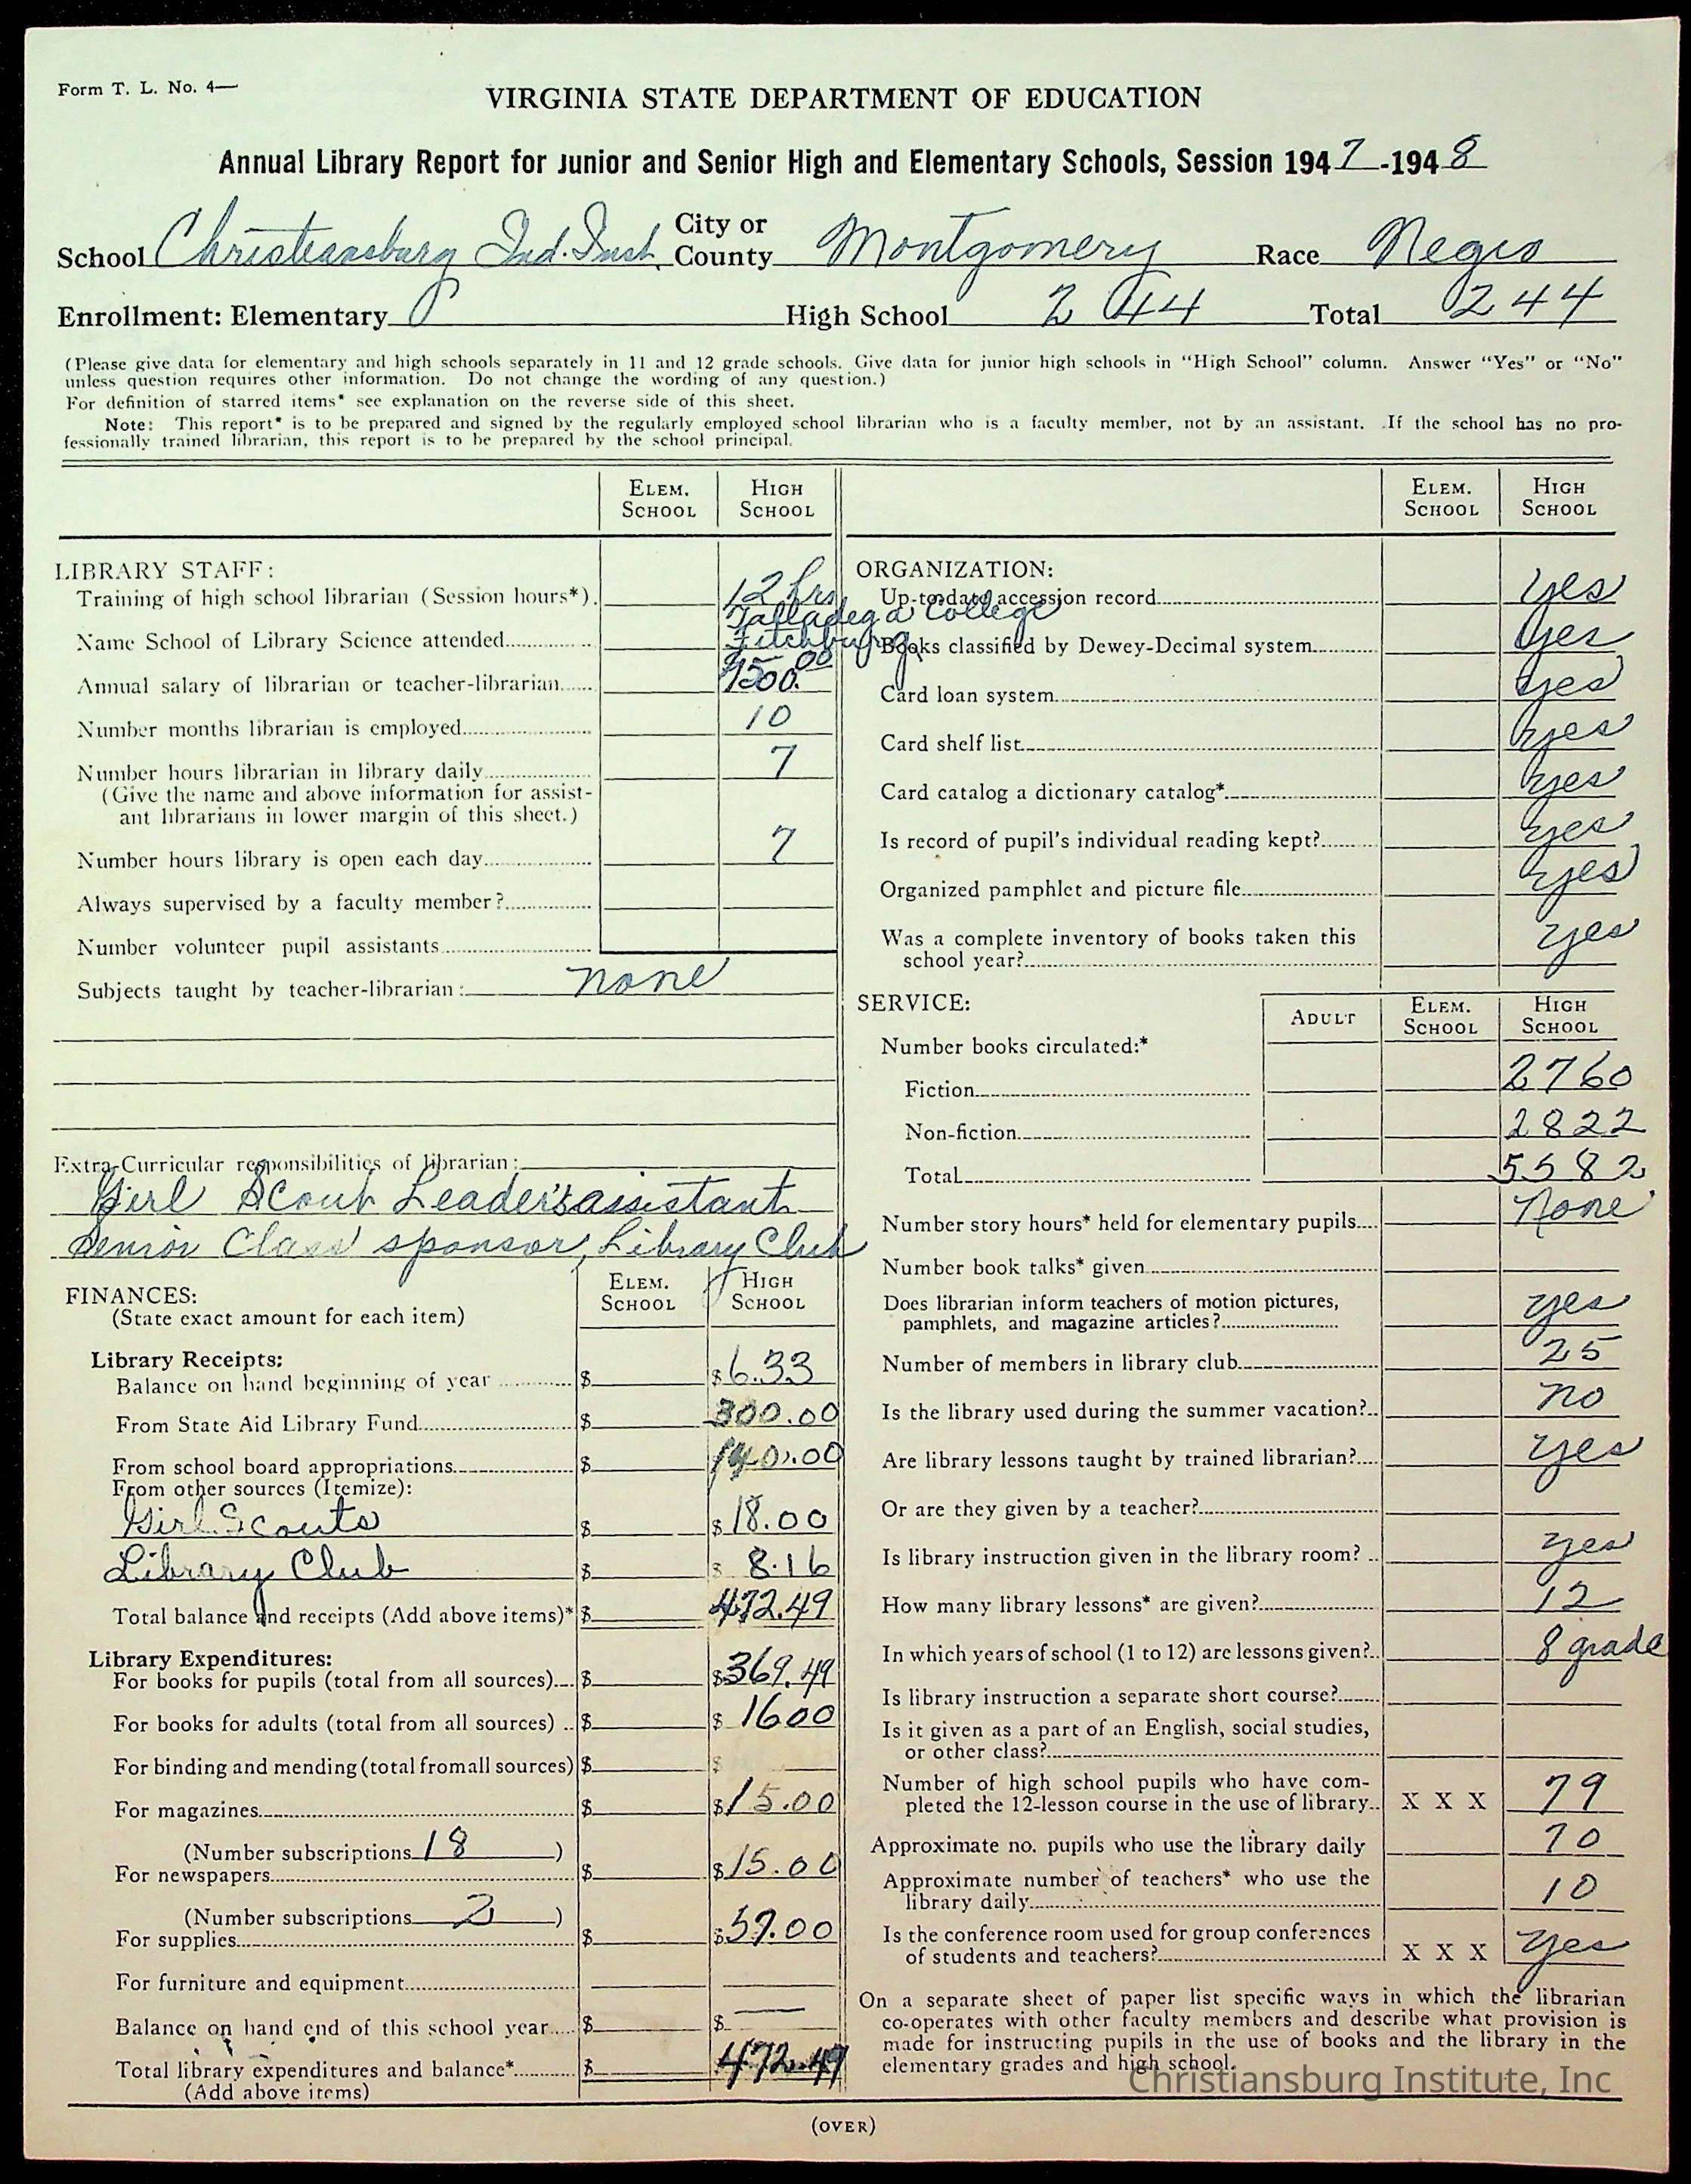 Form T. L. No. 4—
VIRGINIA STATE DEPARTMENT OF EDUCATION
Annual Library Report for Junior and Senior High and Elementary Schools, Session 1947-1948
School Christiansburg Ind. Inst. City or County Montgomery Race Negro
Enrollment: Elementary High School 244 Total 244
(Please give data for elementary and high schools separately in 11 and 12 grade schools. Give data for junior high schools in "High School" column. Answer "Yes" or "No"
unless question requires other information. Do not change the wording of any question.)
For definition of starred items* see explanation on the reverse side of this sheet.
Note: This report* is to be prepared and signed by the regularly employed school librarian who is a faculty member, not by an assistant. If the school has no pro-
fessionally trained librarian, this report is to be prepared by the school principal.
ELEM. SCHOOL HIGH SCHOOL
LIBRARY STAFF:
Training of high school librarian (Session hours*) 12 hrs
Name School of Library Science attended Talladega College
Fitchburg
Annual salary of librarian or teacher-librarian 1500.00
Number months librarian is employed 10
Number hours librarian in library daily 7
(Give the name and above information for assist-
ant librarians in lower margin of this sheet.)
Number hours library is open each day 7
Always supervised by a faculty member?
Number volunteer pupil assistants
Subjects taught by teacher-librarian: none
Extra-Curricular responsibilities of librarian:
Girl Scout Leader's assistant
Senior Class sponsor, Library Club
FINANCES:
(State exact amount for each item)
ELEM. SCHOOL HIGH SCHOOL
Library Receipts:
Balance on hand beginning of year $ $6.33
From State Aid Library Fund $ 300.00
From school board appropriations $ 140.00
From other sources (Itemize):
Girl Scouts $ $18.00
Library Club $ $ 8.16
Total balance and receipts (Add above items)* $ 472.49
Library Expenditures:
For books for pupils (total from all sources) $ $369.49
For books for adults (total from all sources) $ $ 1600
For binding and mending (total from all sources) $ $
For magazines $ $15.00
(Number subscriptions 18 )
For newspapers $ $15.00
(Number subscriptions 2 )
For supplies $ $57.00
For furniture and equipment
Balance on hand end of this school year $ $
Total library expenditures and balance* $ 472.49
(Add above items)
ELEM. SCHOOL HIGH SCHOOL
ORGANIZATION:
Up-to-date accession record yes
Books classified by Dewey-Decimal system yes
Card loan system yes
Card shelf list yes
Card catalog a dictionary catalog* yes
Is record of pupil's individual reading kept? yes
Organized pamphlet and picture file yes
Was a complete inventory of books taken this
school year? yes
SERVICE:
ADULT ELEM. SCHOOL HIGH SCHOOL
Number books circulated:*
Fiction 2760
Non-fiction 2822
Total 5582
Number story hours* held for elementary pupils none
Number book talks* given
Does librarian inform teachers of motion pictures,
pamphlets, and magazine articles? yes
Number of members in library club 25
Is the library used during the summer vacation? no
Are library lessons taught by trained librarian? yes
Or are they given by a teacher?
Is library instruction given in the library room? yes
How many library lessons* are given? 12
In which years of school (1 to 12) are lessons given? 8 grade
Is library instruction a separate short course?
Is it given as a part of an English, social studies,
or other class?
Number of high school pupils who have com-
pleted the 12-lesson course in the use of library X X X 79
Approximate no. pupils who use the library daily 70
Approximate number of teachers* who use the
library daily 10
Is the conference room used for group conferences
of students and teachers? X X X yes
On a separate sheet of paper list specific ways in which the librarian
co-operates with other faculty members and describe what provision is
made for instructing pupils in the use of books and the library in the
elementary grades and high school.
Christiansburg Institute, Inc
(OVER)